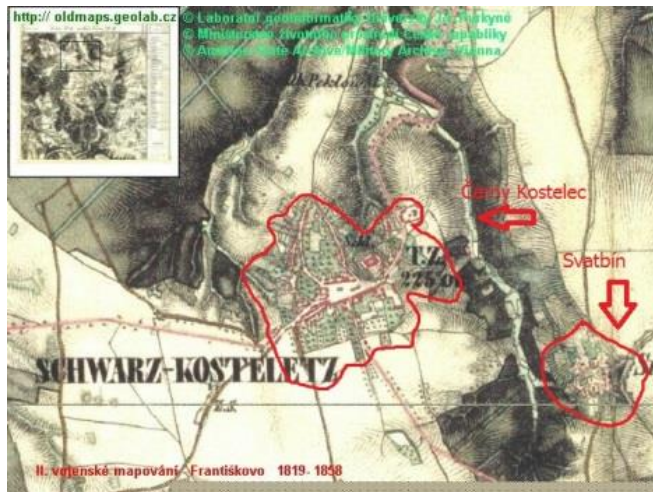 http:// oldmaps.geolab.cz
© Laboratoř geoinformatiky Univerzity J.E. Purkyně
© Ministerstvo životního prostředí České republiky
© Austrian State Archive/Military Archive, Vienna
Černy Kostelec
Svatbín
T.Z.
SCHWARZ-KOSTELETZ
II. vojenské mapování - Františkovo 1819- 1858